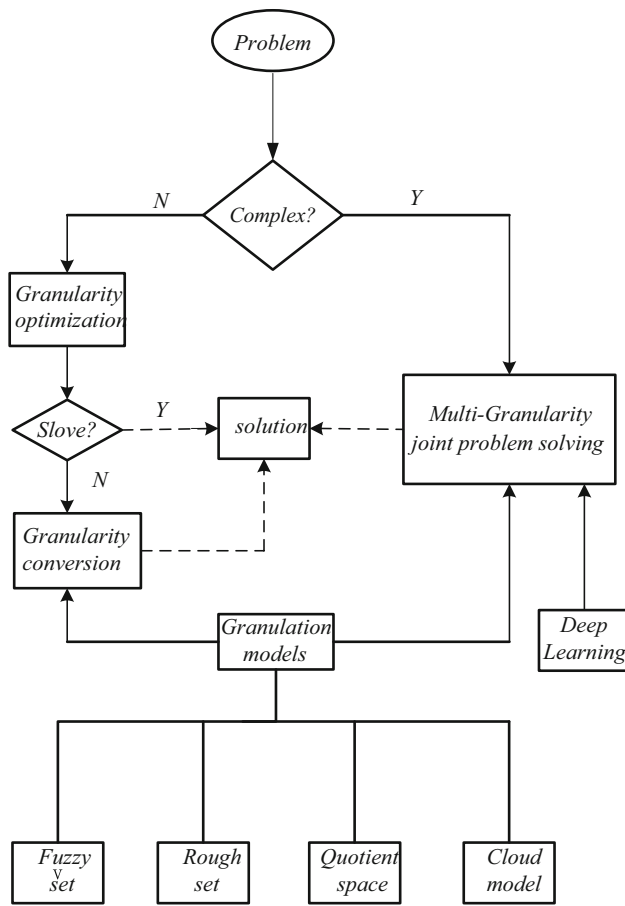 Problem
Complex?
N
Y
Granularity
optimization
Slove?
Y
solution
Multi-Granularity
joint problem solving
N
Granularity
conversion
Granulation
models
Deep
Learning
Fuzzy
set
Rough
set
Quotient
space
Cloud
model